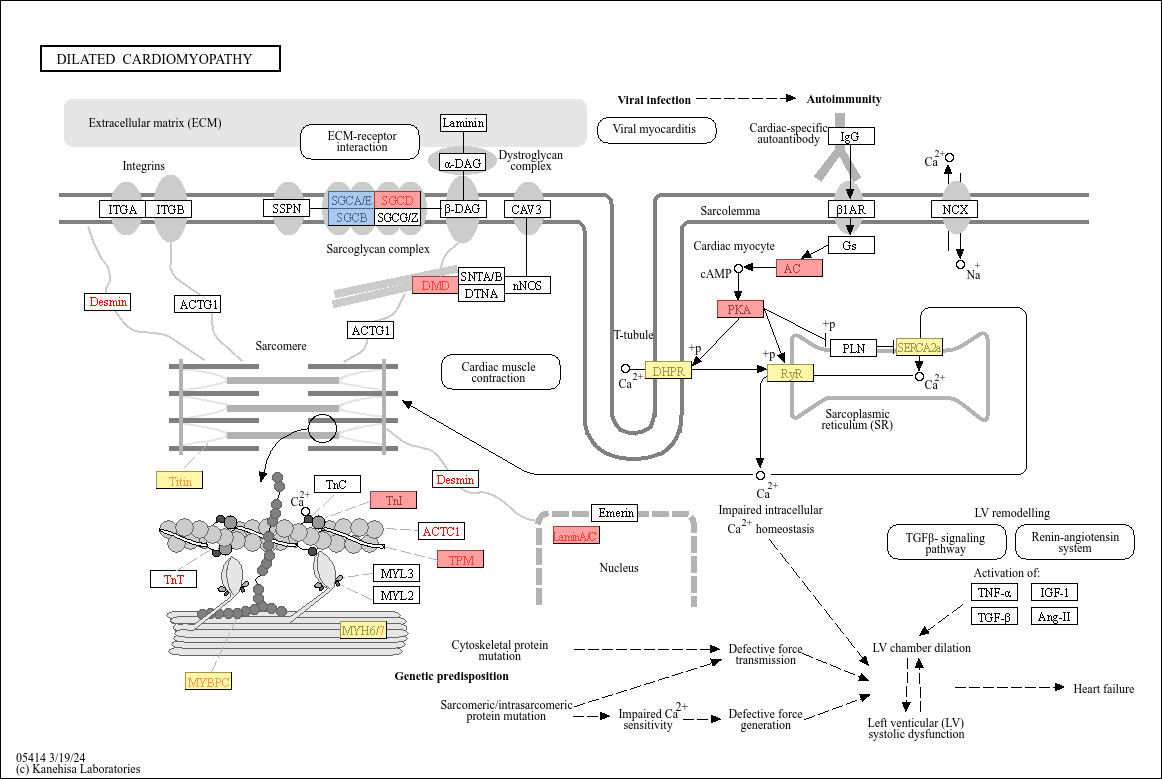 DILATED CARDIOMYOPATHY
Viral infection
Autoimmunity
Extracellular matrix (ECM)
Laminin
ECM-receptor
interaction
Viral myocarditis
Cardiac-specific
autoantibody
IgG
α-DAG
Dystroglycan
complex
Ca2+
Integrins
ITGA
ITGB
SSPN
SGCA/E
SGCD
SGCB
SGCG/Z
β-DAG
CAV3
Sarcolemma
β1AR
NCX
Sarcoglycan complex
Cardiac myocyte
Gs
cAMP
AC
Na+
DMD
SNTA/B
DTNA
nNOS
Desmin
ACTG1
PKA
ACTG1
T-tubule
+p
+p
+p
PLN
SERCA2a
Sarcomere
Cardiac muscle
contraction
Ca2+
DHPR
RyR
Ca2+
Sarcoplasmic
reticulum (SR)
Titin
Desmin
Ca2+
TnC
TnI
Ca2+
Impaired intracellular
Ca2+ homeostasis
Emerin
LaminA/C
Nucleus
ACTC1
TPM
TnT
MYL3
MYL2
MYH6/7
MYBPC
LV remodelling
TGFβ- signaling
pathway
Renin-angiotensin
system
Activation of:
TNF-α
IGF-1
TGF-β
Ang-II
Cytoskeletal protein
mutation
Defective force
transmission
LV chamber dilation
Genetic predisposition
Sarcomeric/intrasarcomeric
protein mutation
Impaired Ca2+
sensitivity
Defective force
generation
Heart failure
Left venticular (LV)
systolic dysfunction
05414 3/19/24
(c) Kanehisa Laboratories